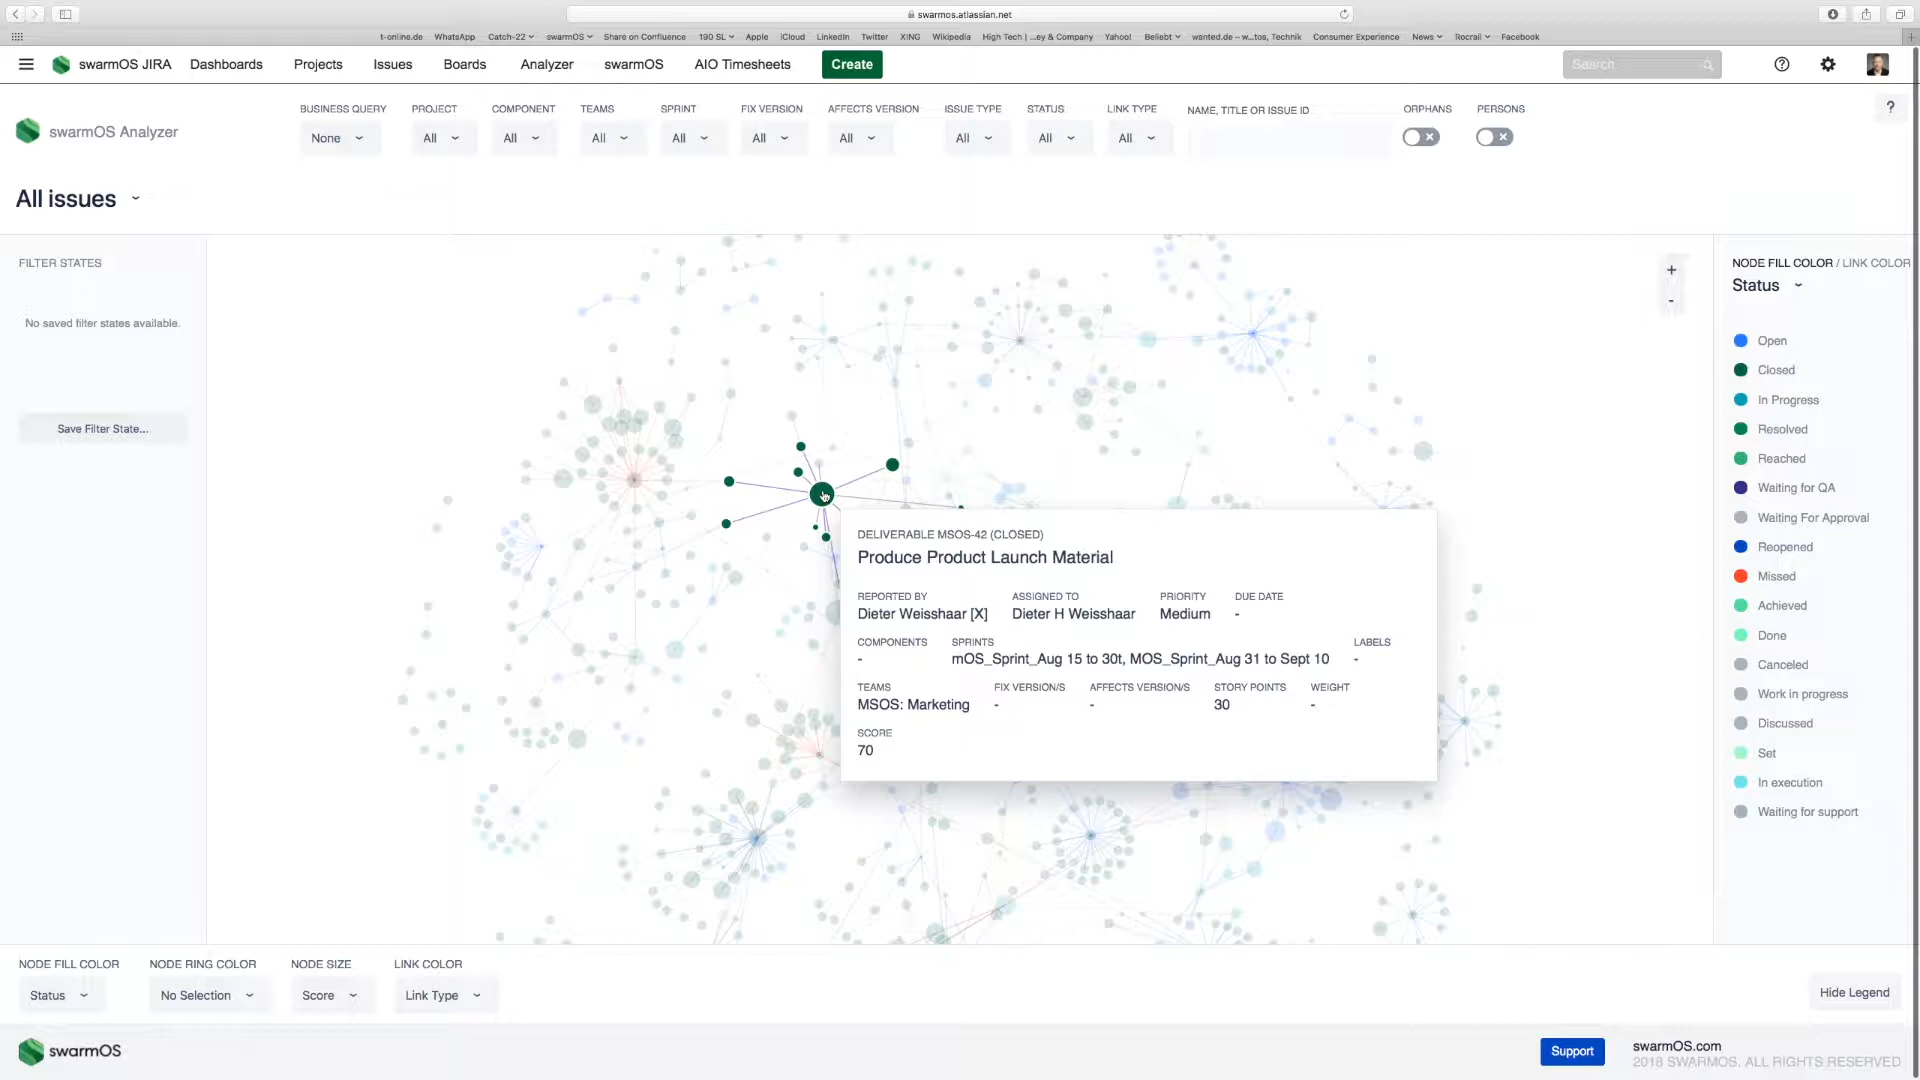 swarmos.atlassian.net
t-online.de WhatsApp Catch-22 swarmOS Share on Confluence 190 SL Apple iCloud LinkedIn Twitter XING Wikipedia High Tech | ...ey & Company Yahoo! Beliebt wanted.de – w...tos, Technik Consumer Experience News Rocrail Facebook
swarmOS JIRA Dashboards Projects Issues Boards Analyzer swarmOS AIO Timesheets Create Search
swarmOS Analyzer
BUSINESS QUERY PROJECT COMPONENT TEAMS SPRINT FIX VERSION AFFECTS VERSION ISSUE TYPE STATUS LINK TYPE NAME, TITLE OR ISSUE ID ORPHANS PERSONS
None All All All All All All All All All
?
All issues
FILTER STATES
No saved filter states available.
Save Filter State...
+
-
DELIVERABLE MSOS-42 (CLOSED)
Produce Product Launch Material
REPORTED BY ASSIGNED TO PRIORITY DUE DATE
Dieter Weisshaar [X] Dieter H Weisshaar Medium -
COMPONENTS SPRINTS LABELS
- mOS_Sprint_Aug 15 to 30t, MOS_Sprint_Aug 31 to Sept 10 -
TEAMS FIX VERSION/S AFFECTS VERSION/S STORY POINTS WEIGHT
MSOS: Marketing - - 30 -
SCORE
70
NODE FILL COLOR / LINK COLOR
Status
Open
Closed
In Progress
Resolved
Reached
Waiting for QA
Waiting For Approval
Reopened
Missed
Achieved
Done
Canceled
Work in progress
Discussed
Set
In execution
Waiting for support
NODE FILL COLOR NODE RING COLOR NODE SIZE LINK COLOR
Status No Selection Score Link Type
Hide Legend
swarmOS
Support
swarmOS.com
2018 SWARMOS. ALL RIGHTS RESERVED